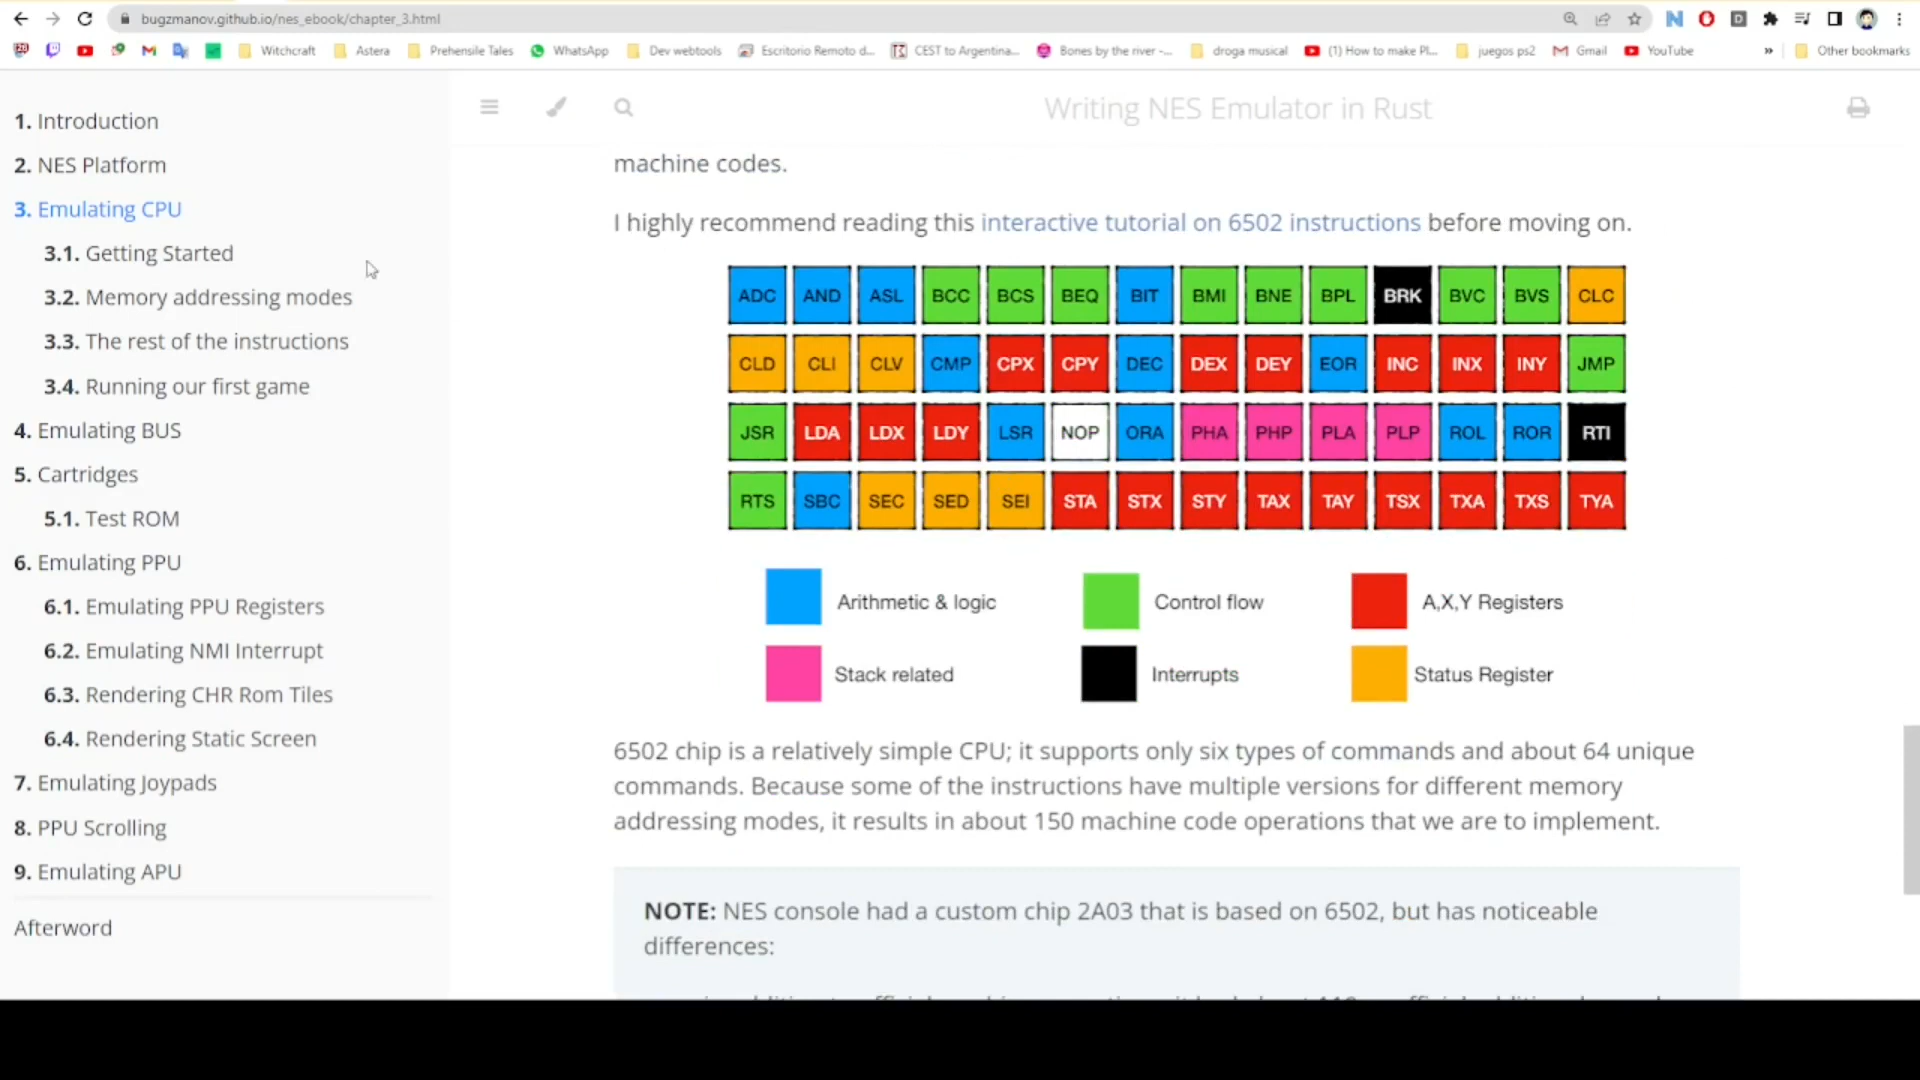 bugzmanov.github.io/nes_ebook/chapter_3.html
Witchcraft Astera Prehensile Tales WhatsApp Dev webtools Escritorio Remoto d... CEST to Argentina... Bones by the river -... droga musical (1) How to make Pl... juegos ps2 Gmail YouTube » Other bookmarks
1. Introduction
2. NES Platform
3. Emulating CPU
3.1. Getting Started
3.2. Memory addressing modes
3.3. The rest of the instructions
3.4. Running our first game
4. Emulating BUS
5. Cartridges
5.1. Test ROM
6. Emulating PPU
6.1. Emulating PPU Registers
6.2. Emulating NMI Interrupt
6.3. Rendering CHR Rom Tiles
6.4. Rendering Static Screen
7. Emulating Joypads
8. PPU Scrolling
9. Emulating APU
Afterword
Writing NES Emulator in Rust
machine codes.
I highly recommend reading this interactive tutorial on 6502 instructions before moving on.
ADC AND ASL BCC BCS BEQ BIT BMI BNE BPL BRK BVC BVS CLC
CLD CLI CLV CMP CPX CPY DEC DEX DEY EOR INC INX INY JMP
JSR LDA LDX LDY LSR NOP ORA PHA PHP PLA PLP ROL ROR RTI
RTS SBC SEC SED SEI STA STX STY TAX TAY TSX TXA TXS TYA
Arithmetic & logic Control flow A,X,Y Registers
Stack related Interrupts Status Register
6502 chip is a relatively simple CPU; it supports only six types of commands and about 64 unique
commands. Because some of the instructions have multiple versions for different memory
addressing modes, it results in about 150 machine code operations that we are to implement.
NOTE: NES console had a custom chip 2A03 that is based on 6502, but has noticeable
differences: